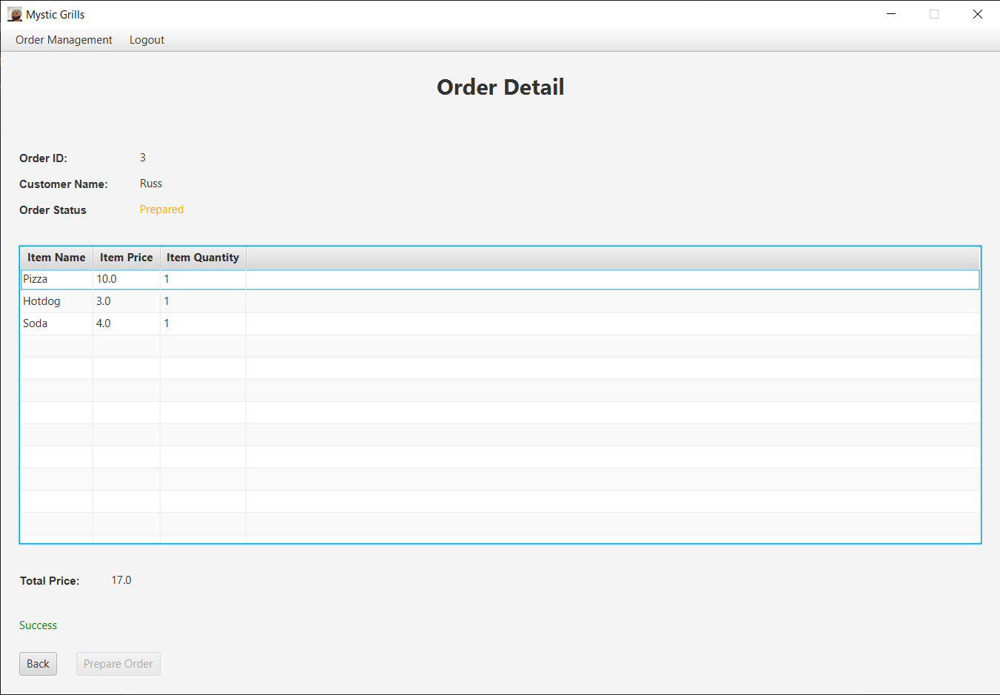 Mystic Grills
Order Management Logout
Order Detail
Order ID: 3
Customer Name: Russ
Order Status Prepared
Item Name Item Price Item Quantity
Pizza 10.0 1
Hotdog 3.0 1
Soda 4.0 1
Total Price: 17.0
Success
Back Prepare Order